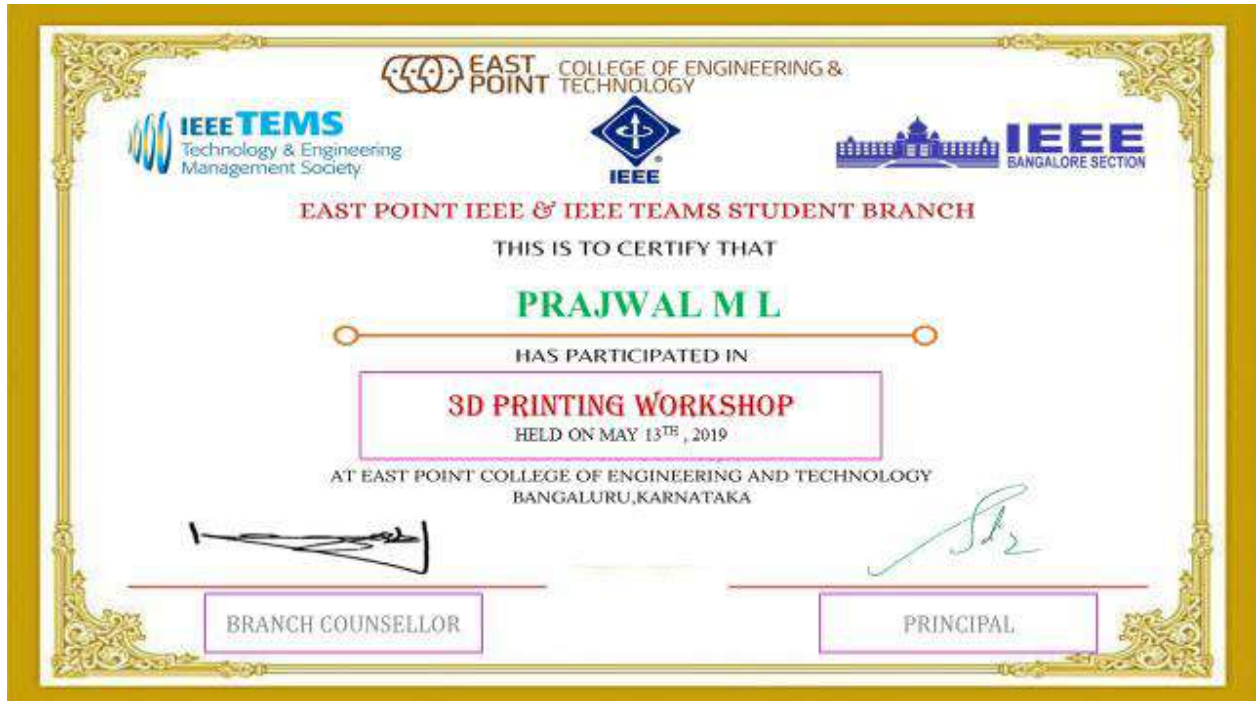 EAST POINT COLLEGE OF ENGINEERING & TECHNOLOGY
IEEE TEMS
Technology & Engineering
Management Society
IEEE
IEEE
BANGALORE SECTION
EAST POINT IEEE & IEEE TEAMS STUDENT BRANCH
THIS IS TO CERTIFY THAT
PRAJWAL M L
HAS PARTICIPATED IN
3D PRINTING WORKSHOP
HELD ON MAY 13TH , 2019
AT EAST POINT COLLEGE OF ENGINEERING AND TECHNOLOGY
BANGALURU,KARNATAKA
BRANCH COUNSELLOR
PRINCIPAL